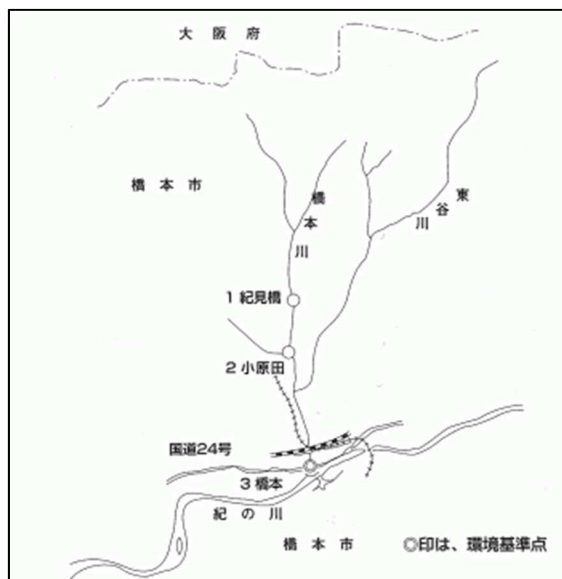 大阪府
橋本市
橋本川
東谷川
1 紀見橋
2 小原田
国道24号
3 橋本
紀の川
橋本市
◎印は、環境基準点